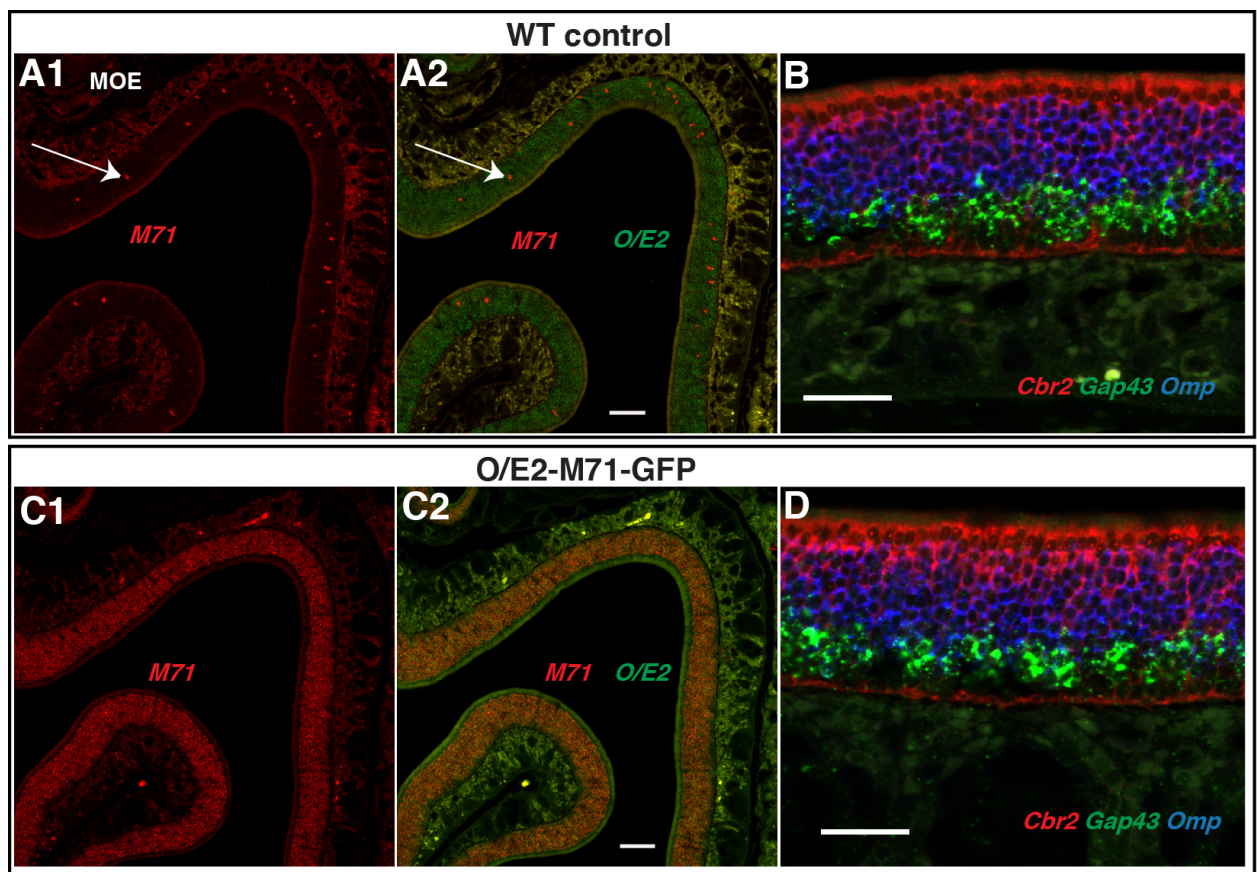 WT control
A1 MOE
M71
A2
M71 O/E2
B
Cbr2 Gap43 Omp
O/E2-M71-GFP
C1
M71
C2
M71 O/E2
D
Cbr2 Gap43 Omp